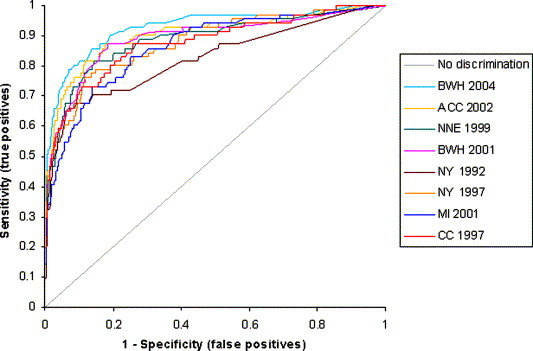 Sensitivity (true positives)
1
0.9
0.8
0.7
0.6
0.5
0.4
0.3
0.2
0.1
0
0
0.2
0.4
0.6
0.8
1
1 - Specificity (false positives)
No discrimination
BWH 2004
ACC 2002
NNE 1999
BWH 2001
NY 1992
NY 1997
MI 2001
CC 1997